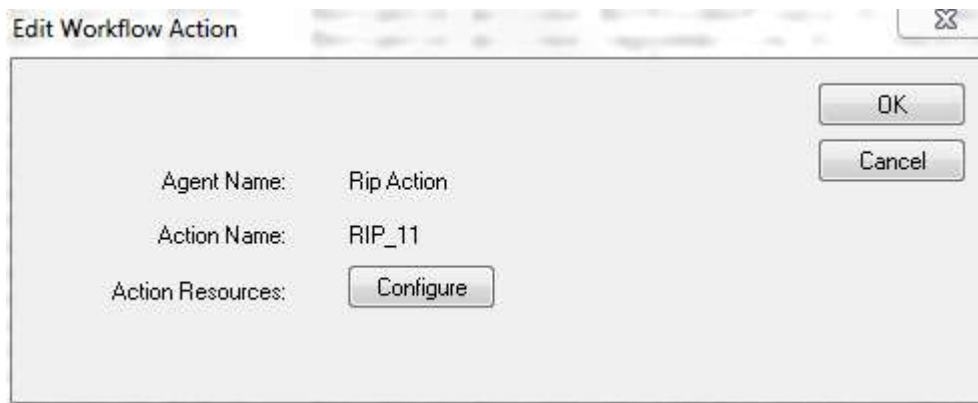 Edit Workflow Action
OK
Cancel
Agent Name: Rip Action
Action Name: RIP_11
Action Resources: Configure